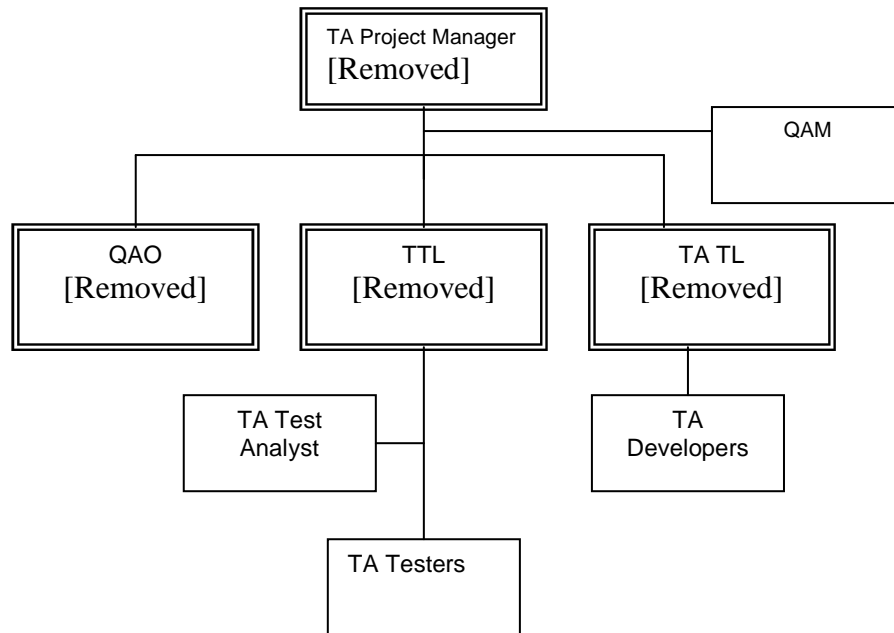 TA Project Manager
[Removed]
QAM
QAO
[Removed]
TTL
[Removed]
TA TL
[Removed]
TA Test
Analyst
TA
Developers
TA Testers